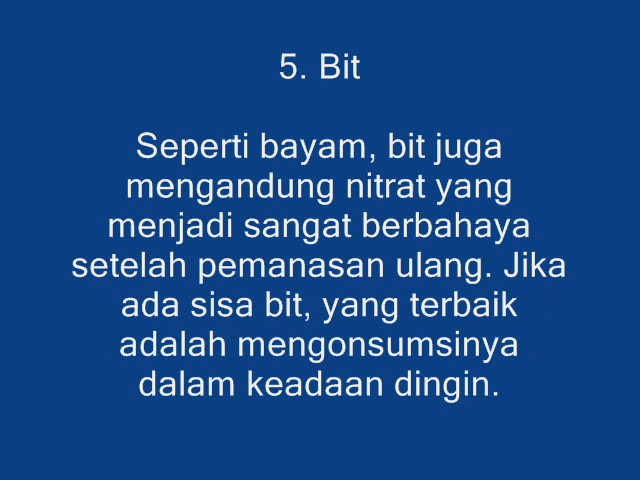 5. Bit
Seperti bayam, bit juga
mengandung nitrat yang
menjadi sangat berbahaya
setelah pemanasan ulang. Jika
ada sisa bit, yang terbaik
adalah mengonsumsinya
dalam keadaan dingin.